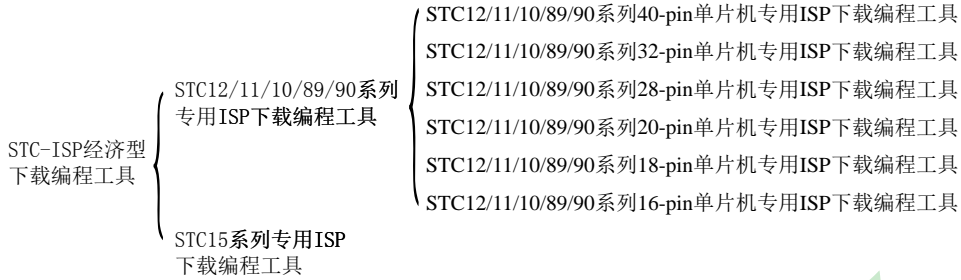 STC-ISP经济型
下载编程工具
STC12/11/10/89/90系列
专用ISP下载编程工具
STC12/11/10/89/90系列40-pin单片机专用ISP下载编程工具
STC12/11/10/89/90系列32-pin单片机专用ISP下载编程工具
STC12/11/10/89/90系列28-pin单片机专用ISP下载编程工具
STC12/11/10/89/90系列20-pin单片机专用ISP下载编程工具
STC12/11/10/89/90系列18-pin单片机专用ISP下载编程工具
STC12/11/10/89/90系列16-pin单片机专用ISP下载编程工具
STC15系列专用ISP
下载编程工具